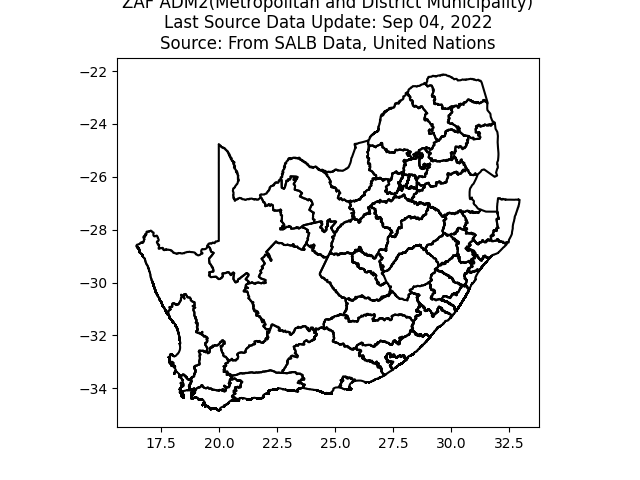 ZAF ADM2(Metropolitan and District Municipality)
Last Source Data Update: Sep 04, 2022
Source: From SALB Data, United Nations
−22
−24
−26
−28
−30
−32
−34
17.5 20.0 22.5 25.0 27.5 30.0 32.5